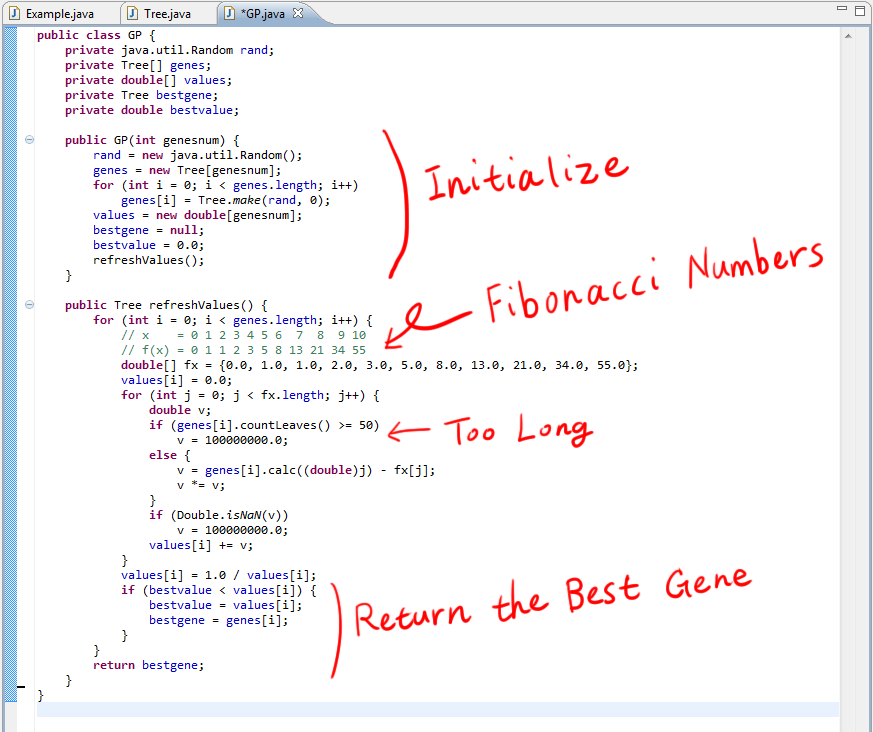 Example.java Tree.java *GP.java
public class GP {
private java.util.Random rand;
private Tree[] genes;
private double[] values;
private Tree bestgene;
private double bestvalue;
public GP(int genesnum) {
rand = new java.util.Random();
genes = new Tree[genesnum];
for (int i = 0; i < genes.length; i++)
genes[i] = Tree.make(rand, 0);
values = new double[genesnum];
bestgene = null;
bestvalue = 0.0;
refreshValues();
}
Initialize
public Tree refreshValues() {
for (int i = 0; i < genes.length; i++) {
// x    = 0 1 2 3 4 5 6  7  8  9 10
// f(x) = 0 1 1 2 3 5 8 13 21 34 55
double[] fx = {0.0, 1.0, 1.0, 2.0, 3.0, 5.0, 8.0, 13.0, 21.0, 34.0, 55.0};
Fibonacci Numbers
values[i] = 0.0;
for (int j = 0; j < fx.length; j++) {
double v;
if (genes[i].countLeaves() >= 50)
v = 100000000.0;
Too Long
else {
v = genes[i].calc((double)j) - fx[j];
v *= v;
}
if (Double.isNaN(v))
v = 100000000.0;
values[i] += v;
}
values[i] = 1.0 / values[i];
if (bestvalue < values[i]) {
bestvalue = values[i];
bestgene = genes[i];
}
}
return bestgene;
}
}
Return the Best Gene